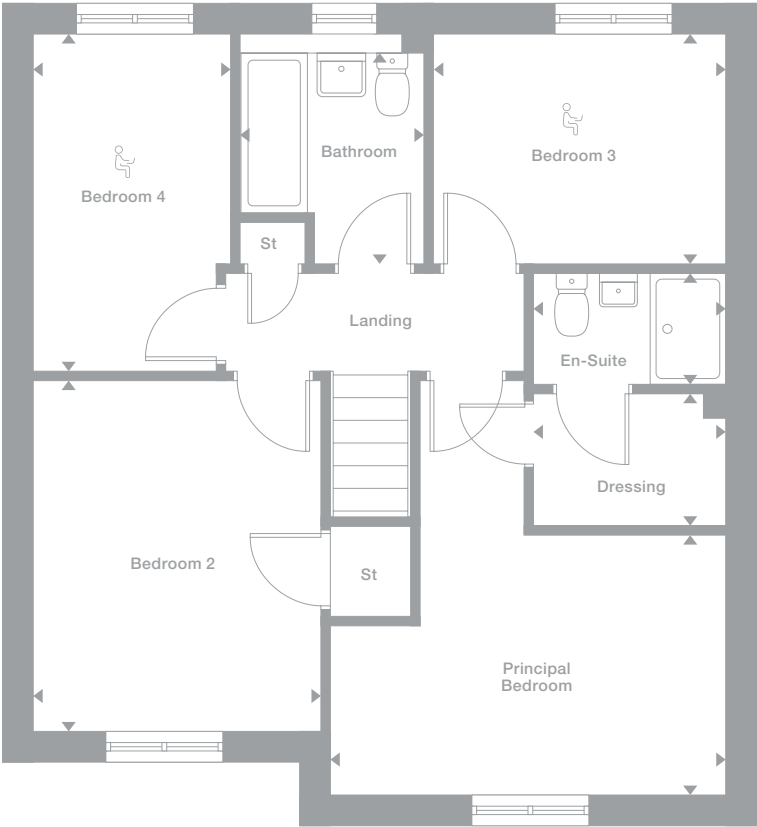 Bathroom
Bedroom 3
Bedroom 4
St
Landing
En-Suite
Dressing
Bedroom 2
St
Principal
Bedroom